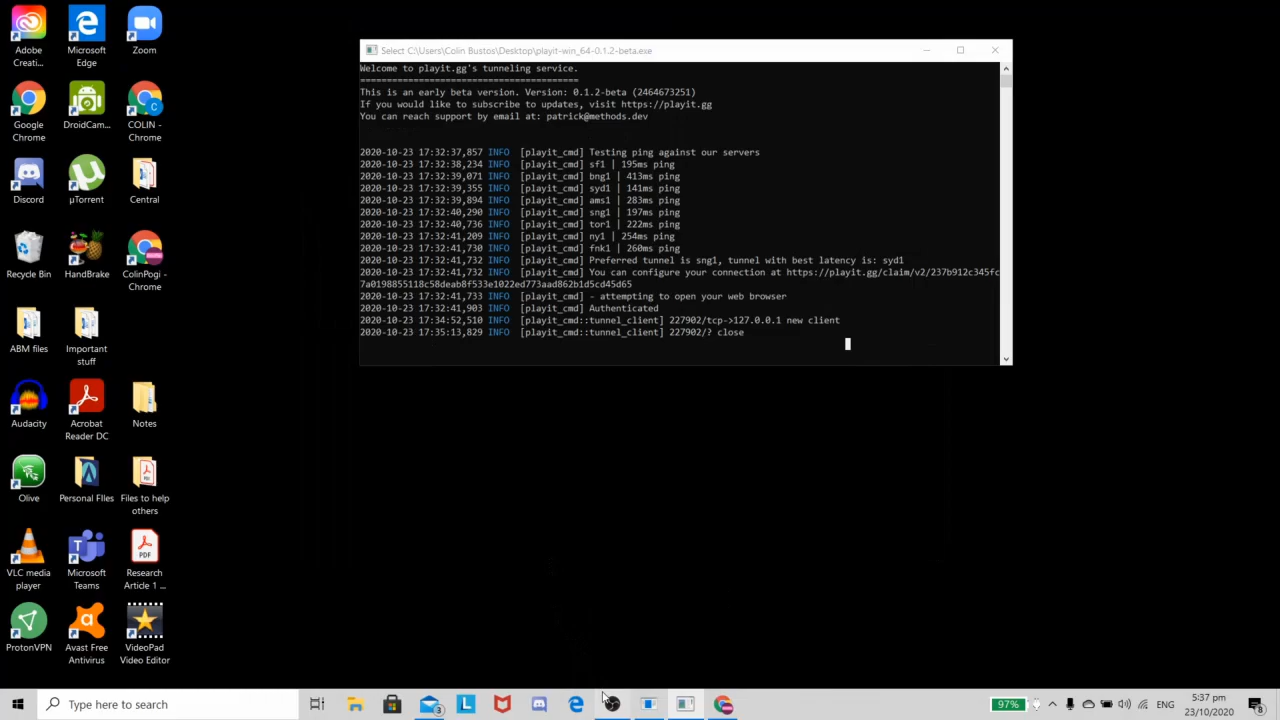 Adobe
Creati...
Microsoft
Edge
Zoom
Google
Chrome
DroidCam...
COLIN -
Chrome
Discord
µTorrent
Central
Recycle Bin
HandBrake
ColinPogi -
Chrome
ABM files
Important
stuff
Audacity
Acrobat
Reader DC
Notes
Olive
Personal FIles
Files to help
others
VLC media
player
Microsoft
Teams
PDF
Research
Article 1 ...
ProtonVPN
Avast Free
Antivirus
VideoPad
Video Editor
Select C:\Users\Colin Bustos\Desktop\playit-win_64-0.1.2-beta.exe
Welcome to playit.gg's tunneling service.
=========================================
This is an early beta version. Version: 0.1.2-beta (2464673251)
If you would like to subscribe to updates, visit https://playit.gg
You can reach support by email at: patrick@methods.dev
2020-10-23 17:32:37,857 INFO [playit_cmd] Testing ping against our servers
2020-10-23 17:32:38,234 INFO [playit_cmd] sf1 | 195ms ping
2020-10-23 17:32:39,071 INFO [playit_cmd] bng1 | 413ms ping
2020-10-23 17:32:39,355 INFO [playit_cmd] syd1 | 141ms ping
2020-10-23 17:32:39,894 INFO [playit_cmd] ams1 | 283ms ping
2020-10-23 17:32:40,290 INFO [playit_cmd] sng1 | 197ms ping
2020-10-23 17:32:40,736 INFO [playit_cmd] tor1 | 222ms ping
2020-10-23 17:32:41,209 INFO [playit_cmd] ny1 | 254ms ping
2020-10-23 17:32:41,730 INFO [playit_cmd] fnk1 | 260ms ping
2020-10-23 17:32:41,732 INFO [playit_cmd] Preferred tunnel is sng1, tunnel with best latency is: syd1
2020-10-23 17:32:41,732 INFO [playit_cmd] You can configure your connection at https://playit.gg/claim/v2/237b912c345fc
7a0198855118c58deab8f533e1022ed773aad862b1d5cd45d65
2020-10-23 17:32:41,733 INFO [playit_cmd] - attempting to open your web browser
2020-10-23 17:32:41,903 INFO [playit_cmd] Authenticated
2020-10-23 17:34:52,510 INFO [playit_cmd::tunnel_client] 227902/tcp->127.0.0.1 new client
2020-10-23 17:35:13,829 INFO [playit_cmd::tunnel_client] 227902/? close
Type here to search
3
L
97%
ENG
5:37 pm
23/10/2020
8